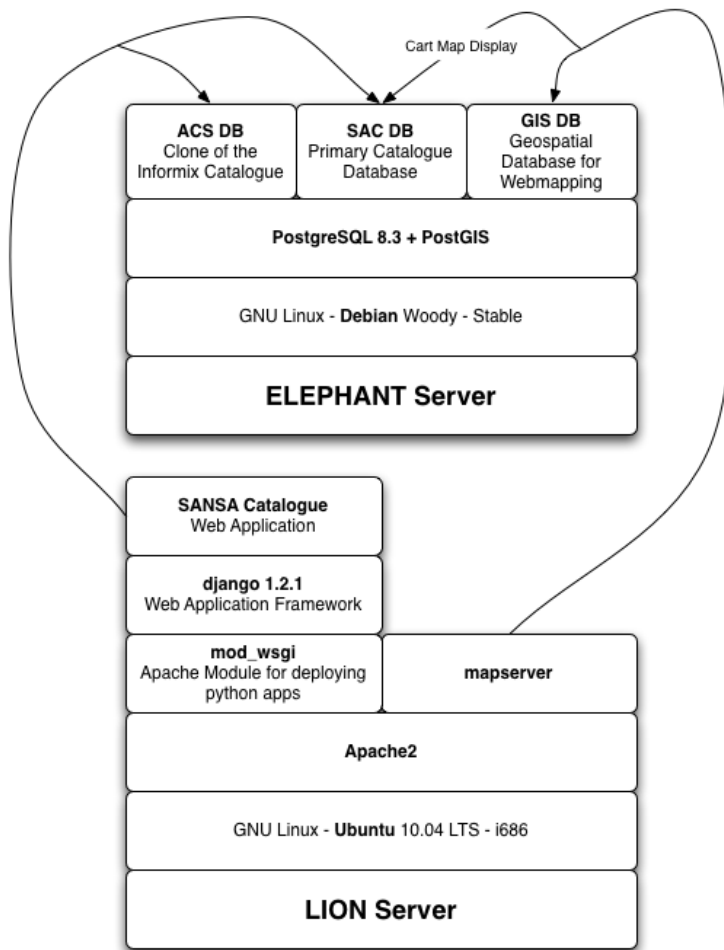 Cart Map Display
ACS DB
Clone of the
Informix Catalogue
SAC DB
Primary Catalogue
Database
GIS DB
Geospatial
Database for
Webmapping
PostgreSQL 8.3 + PostGIS
GNU Linux - Debian Woody - Stable
ELEPHANT Server
SANSA Catalogue
Web Application
django 1.2.1
Web Application Framework
mod_wsgi
Apache Module for deploying
python apps
mapserver
Apache2
GNU Linux - Ubuntu 10.04 LTS - i686
LION Server